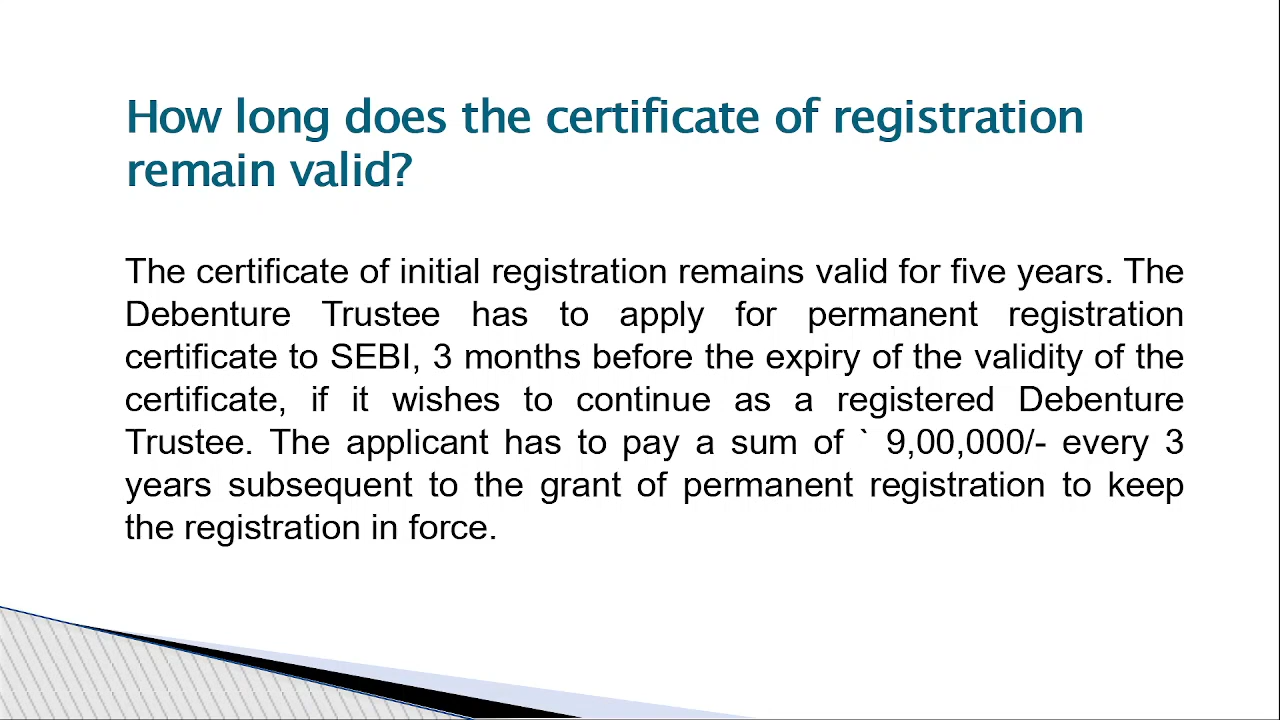 How long does the certificate of registration
remain valid?
The certificate of initial registration remains valid for five years. The
Debenture Trustee has to apply for permanent registration
certificate to SEBI, 3 months before the expiry of the validity of the
certificate, if it wishes to continue as a registered Debenture
Trustee. The applicant has to pay a sum of ` 9,00,000/- every 3
years subsequent to the grant of permanent registration to keep
the registration in force.